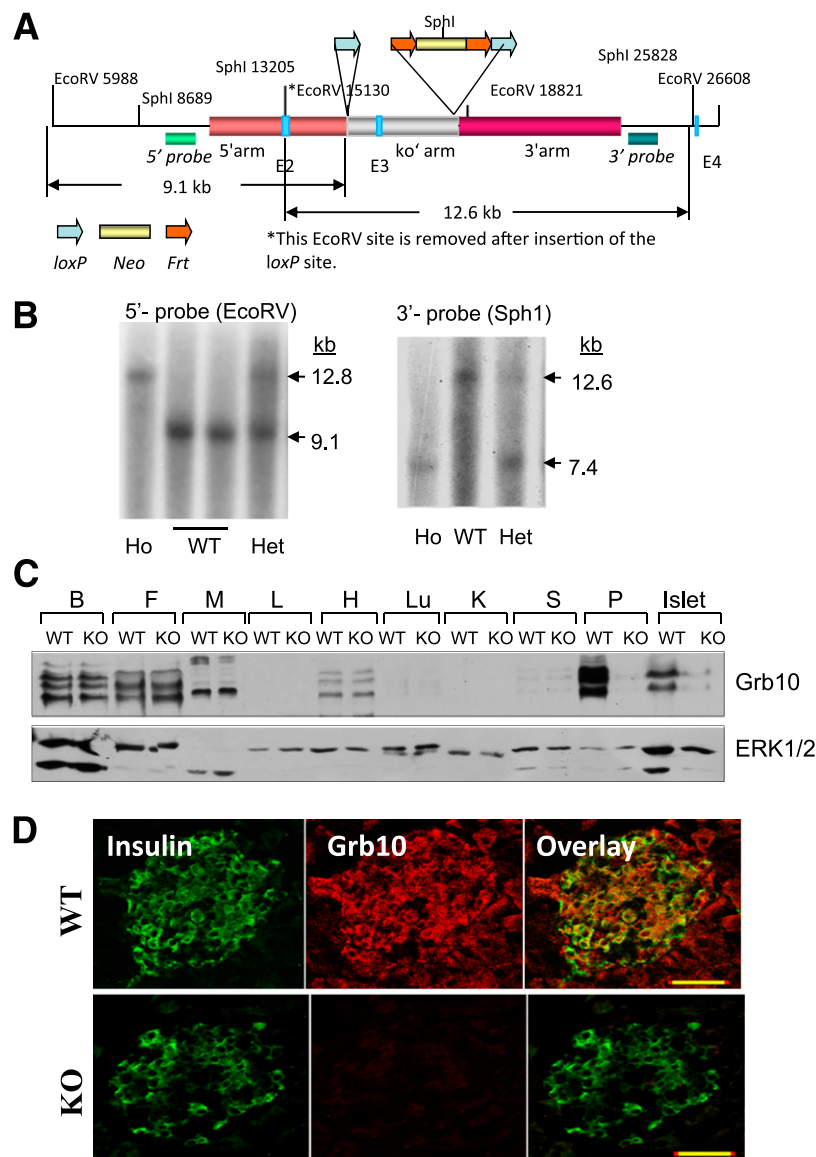 A
SphI
SphI 13205
SphI 25828
EcoRV 5988
*EcoRV 15130
EcoRV 18821
EcoRV 26608
SphI 8689
5' probe
5'arm
E2
E3
ko' arm
3'arm
3' probe
E4
9.1 kb
12.6 kb
*This EcoRV site is removed after insertion of the
loxP site.
loxP Neo Frt
B
5'- probe (EcoRV)
3'- probe (Sph1)
kb
12.8
9.1
Ho WT Het
kb
12.6
7.4
Ho WT Het
C
B F M L H Lu K S P Islet
WT KO WT KO WT KO WT KO WT KO WT KO WT KO WT KO WT KO WT KO
Grb10
ERK1/2
D
Insulin Grb10 Overlay
WT
KO